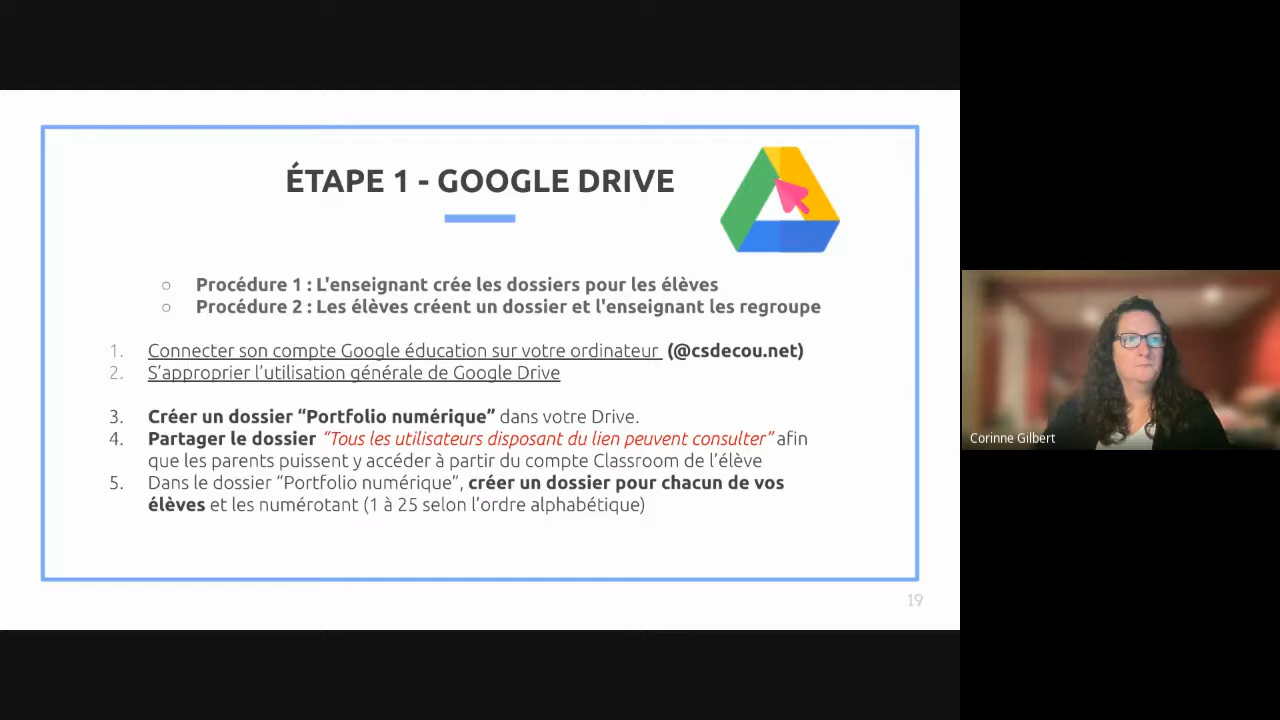 ÉTAPE 1 - GOOGLE DRIVE
○ Procédure 1 : L'enseignant crée les dossiers pour les élèves
○ Procédure 2 : Les élèves créent un dossier et l'enseignant les regroupe
1. Connecter son compte Google éducation sur votre ordinateur (@csdecou.net)
2. S’approprier l’utilisation générale de Google Drive
3. Créer un dossier “Portfolio numérique” dans votre Drive.
4. Partager le dossier “Tous les utilisateurs disposant du lien peuvent consulter” afin
que les parents puissent y accéder à partir du compte Classroom de l’élève
5. Dans le dossier “Portfolio numérique”, créer un dossier pour chacun de vos
élèves et les numérotant (1 à 25 selon l’ordre alphabétique)
19
Corinne Gilbert